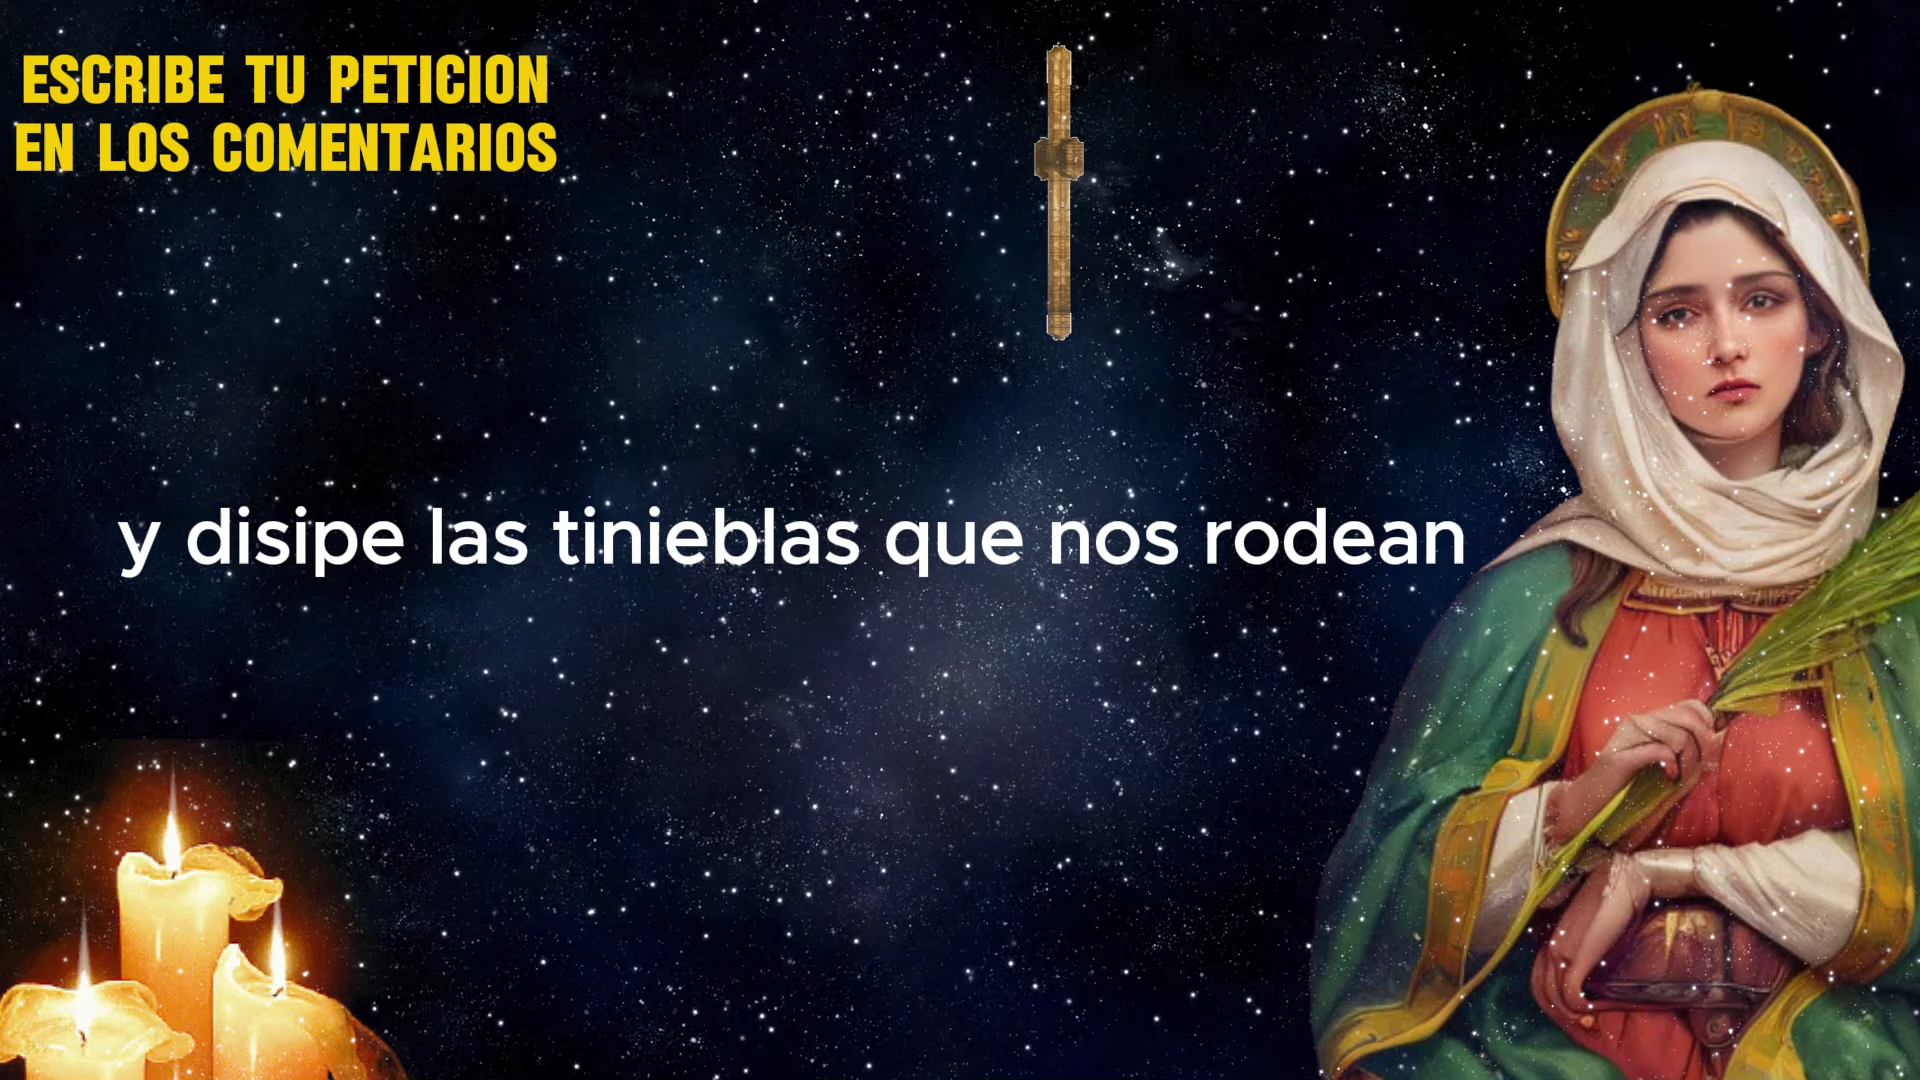 ESCRIBE TU PETICION
EN LOS COMENTARIOS
y disipe las tinieblas que nos rodean